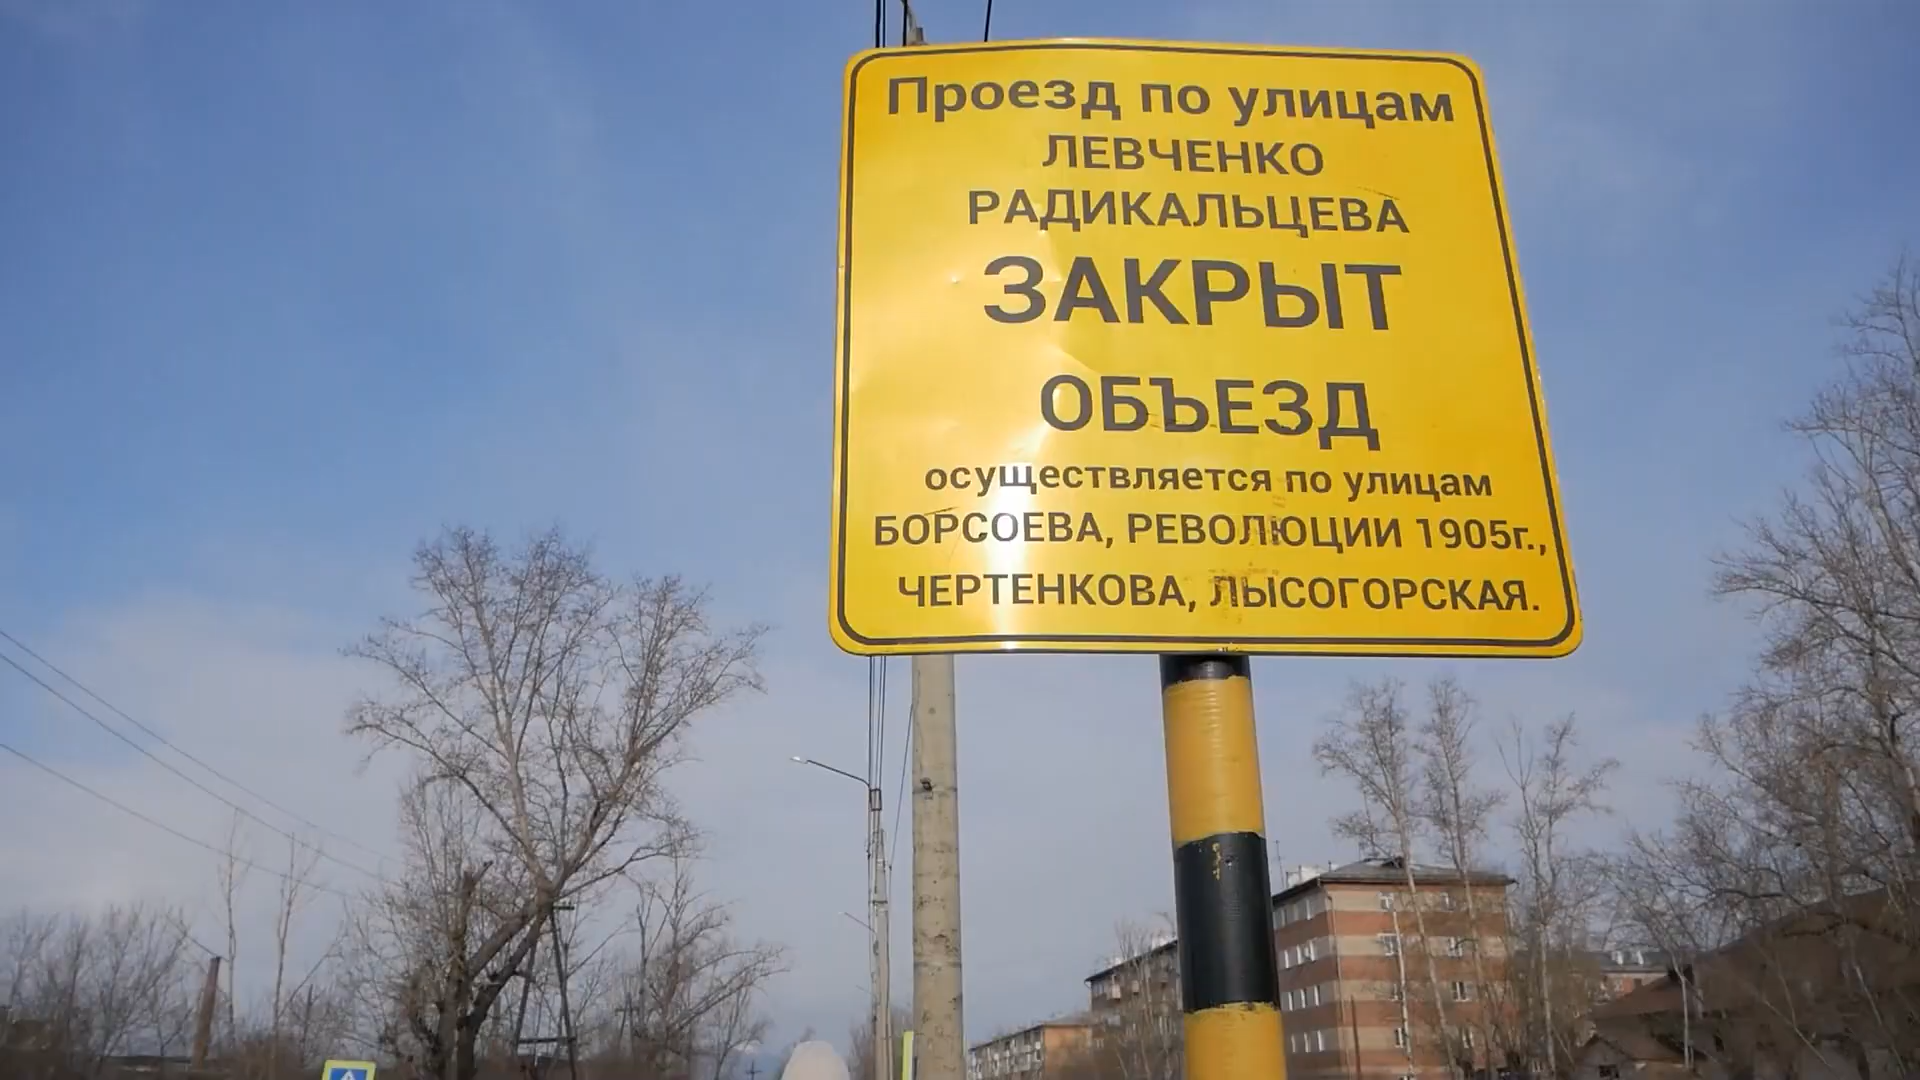 Проезд по улицам
ЛЕВЧЕНКО
РАДИКАЛЬЦЕВА
ЗАКРЫТ
ОБЪЕЗД
осуществляется по улицам
БОРСОЕВА, РЕВОЛЮЦИИ 1905г.,
ЧЕРТЕНКОВА, ЛЫСОГОРСКАЯ.